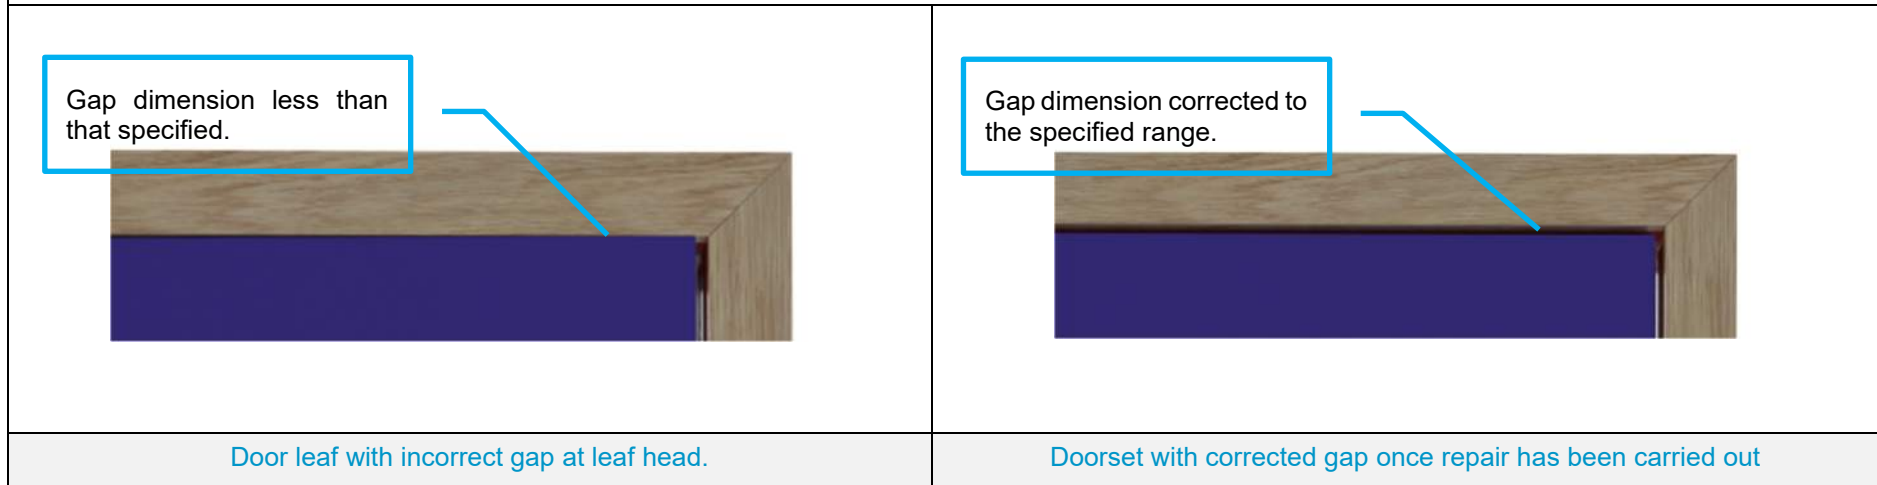 Gap dimension less than
that specified.
Gap dimension corrected to
the specified range.
Door leaf with incorrect gap at leaf head.
Doorset with corrected gap once repair has been carried out